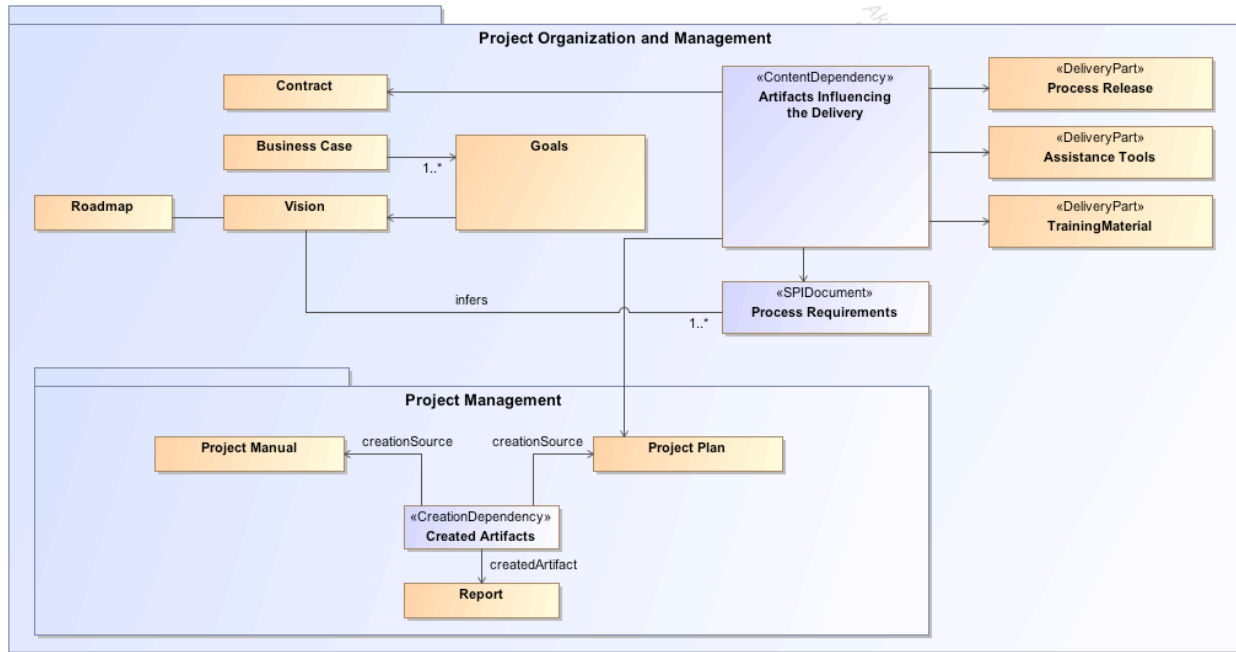 Project Organization and Management
Contract
«ContentDependency»
Artifacts Influencing
the Delivery
«DeliveryPart»
Process Release
Business Case
1..*
Goals
«DeliveryPart»
Assistance Tools
Roadmap
Vision
«DeliveryPart»
TrainingMaterial
infers
1..*
«SPIDocument»
Process Requirements
Project Management
Project Manual
creationSource
creationSource
Project Plan
«CreationDependency»
Created Artifacts
createdArtifact
Report